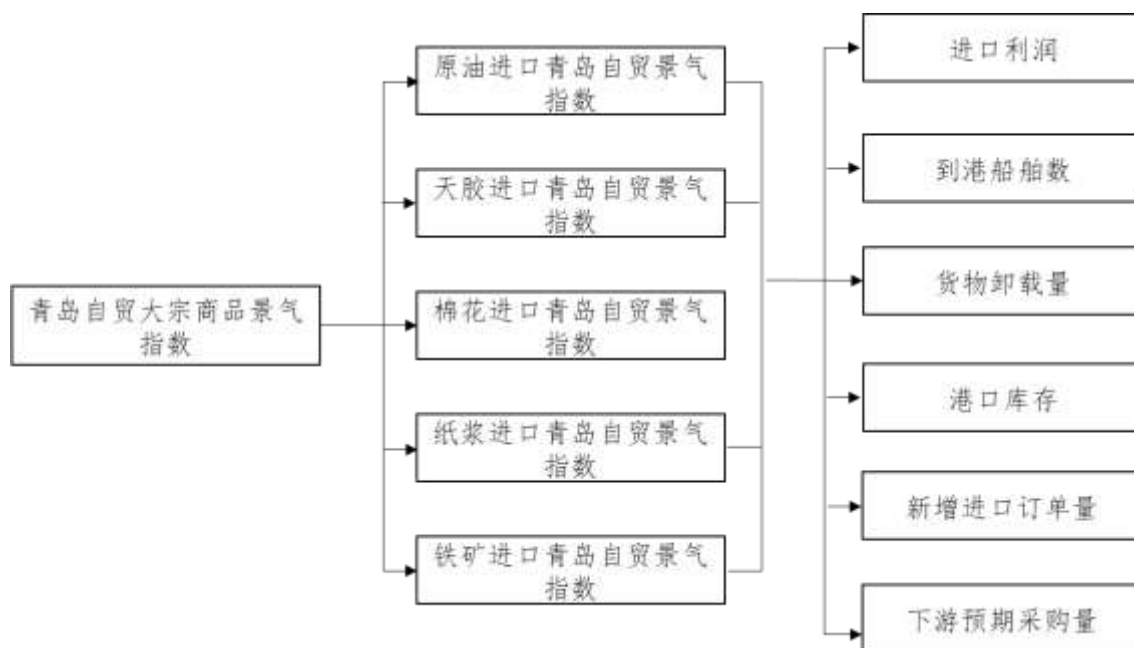 青岛自贸大宗商品景气
指数
原油进口青岛自贸景气
指数
天胶进口青岛自贸景气
指数
棉花进口青岛自贸景气
指数
纸浆进口青岛自贸景气
指数
铁矿进口青岛自贸景气
指数
进口利润
到港船舶数
货物卸载量
港口库存
新增进口订单量
下游预期采购量